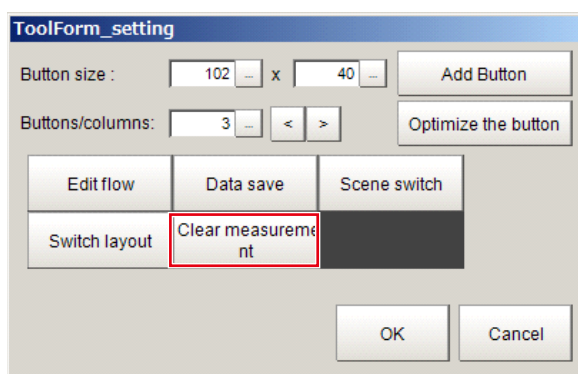 ToolForm_setting
Button size : 102 ... x 40 ... Add Button
Buttons/columns: 3 ... < > Optimize the button
Edit flow Data save Scene switch
Switch layout Clear measureme
nt
OK Cancel